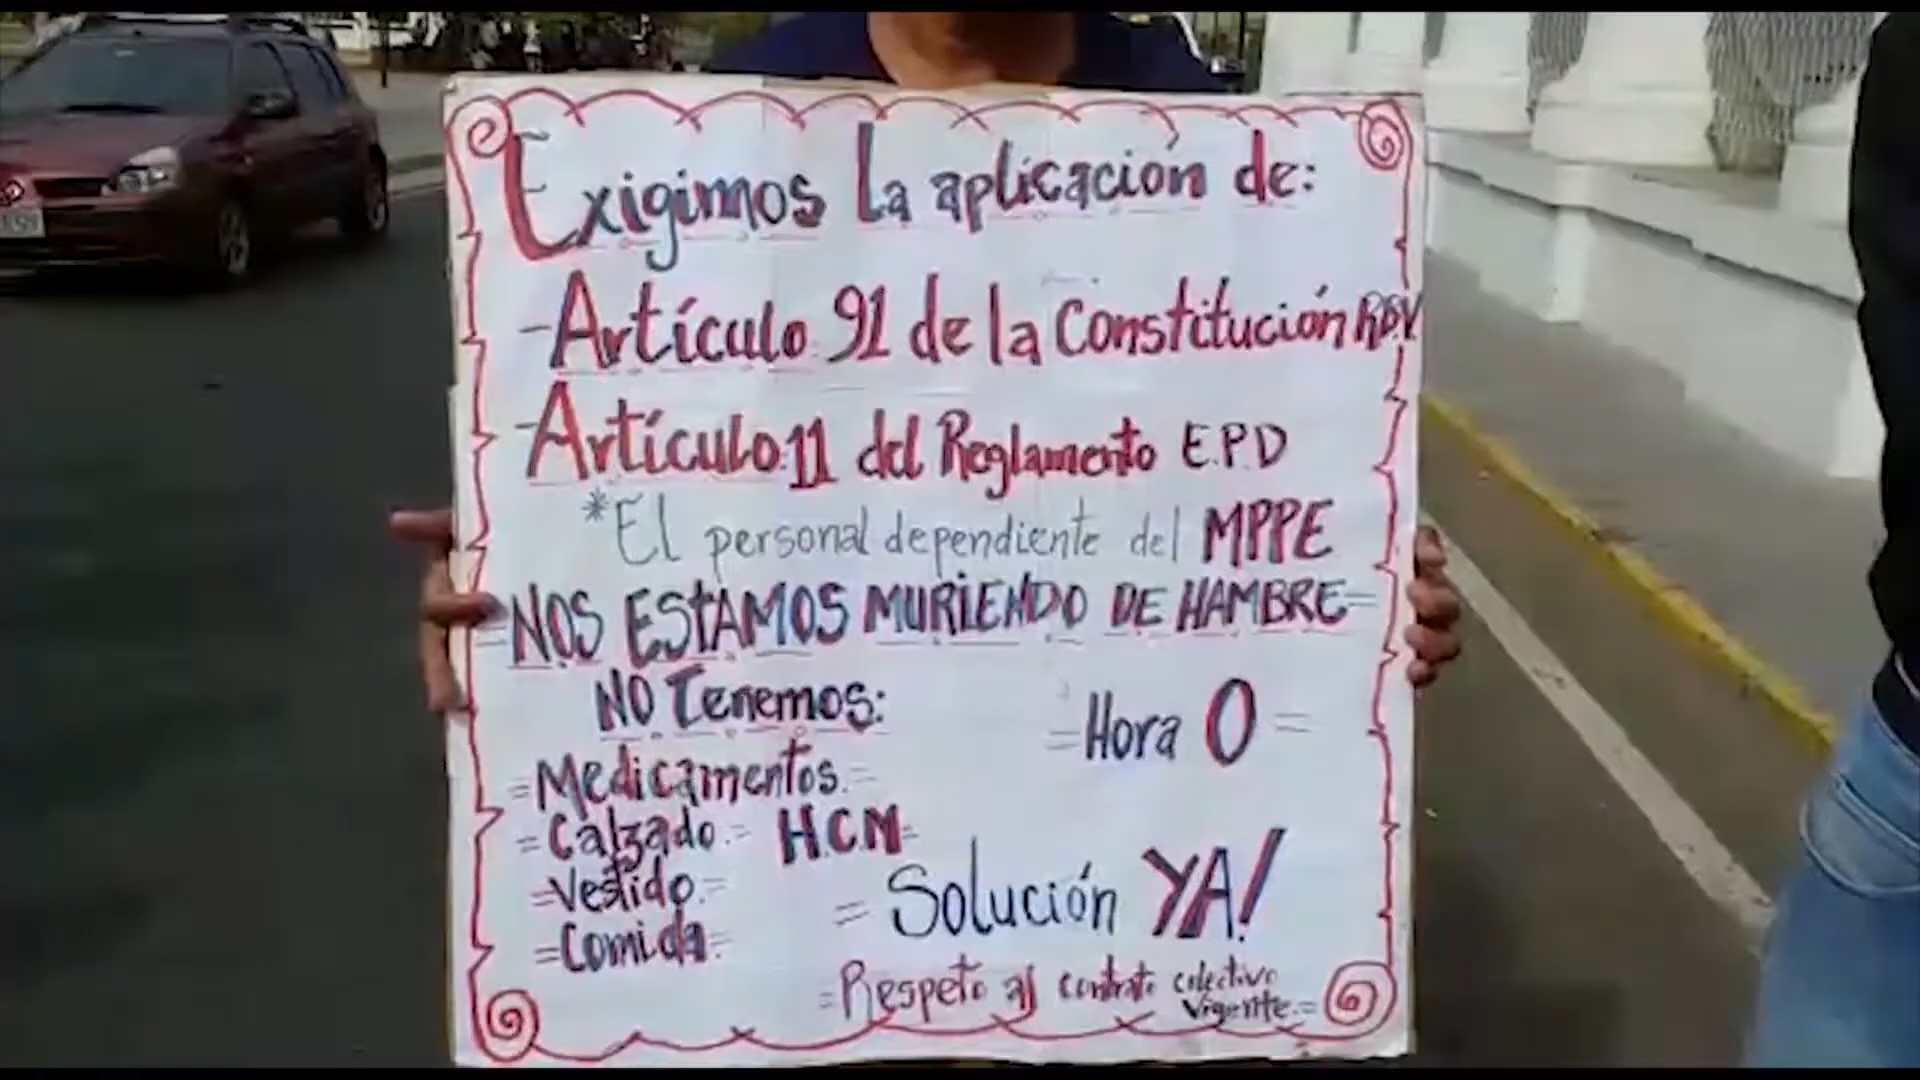 Exigimos La aplicación de:
-Artículo 91 de la Constitución RBV.
-Artículo 11 del Reglamento E.P.D
*El personal dependiente del MPPE
=NOS ESTAMOS MURIENDO DE HAMBRE=
NO Tenemos:
=Hora 0=
=Medicamentos.=
=Calzado.= H.C.M=
=Vestido.=
=Solución YA!
=Comida.=
=Respeto al contrato colectivo
Vigente.=